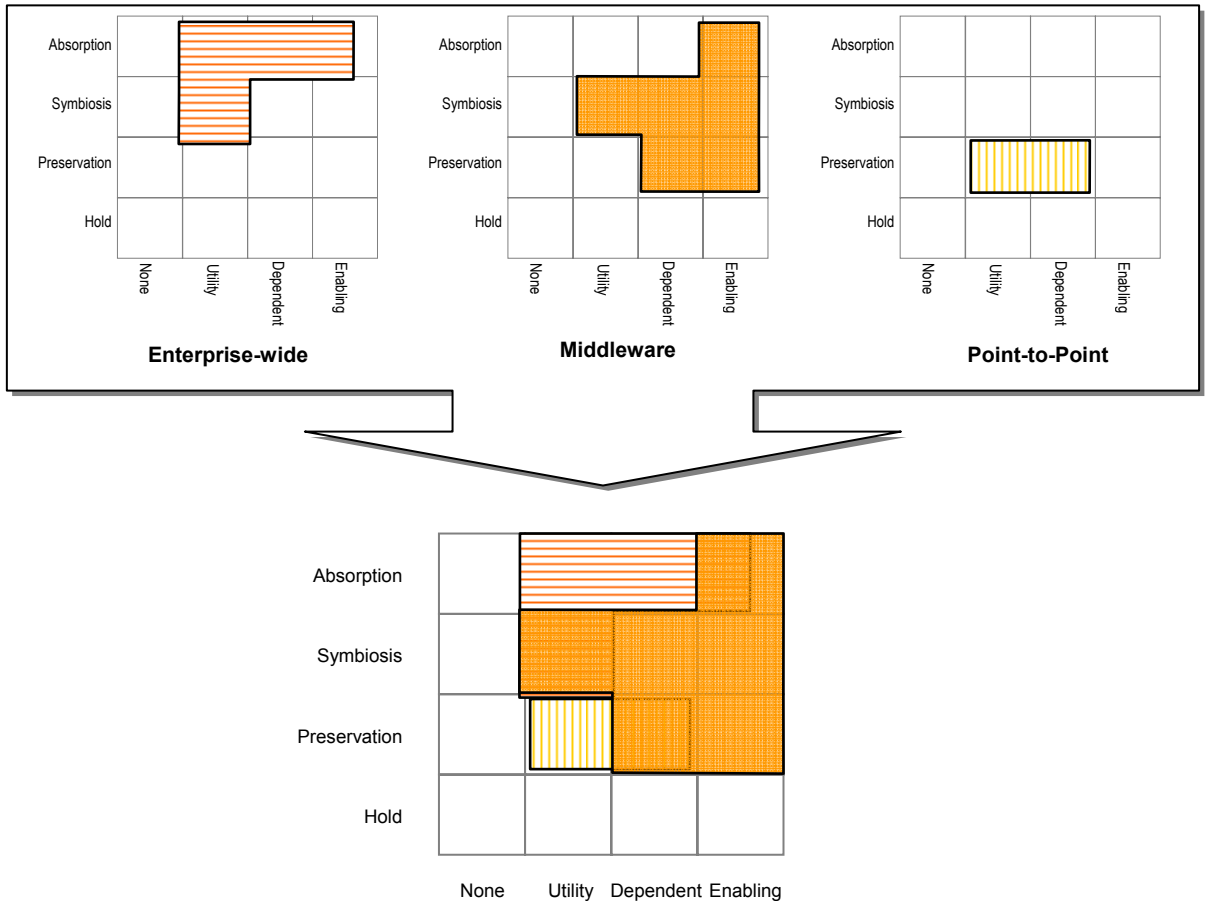 Absorption
Symbiosis
Preservation
Hold
None
Utility
Dependent
Enabling
Enterprise-wide
Absorption
Symbiosis
Preservation
Hold
None
Utility
Dependent
Enabling
Middleware
Absorption
Symbiosis
Preservation
Hold
None
Utility
Dependent
Enabling
Point-to-Point
Absorption
Symbiosis
Preservation
Hold
None Utility Dependent Enabling